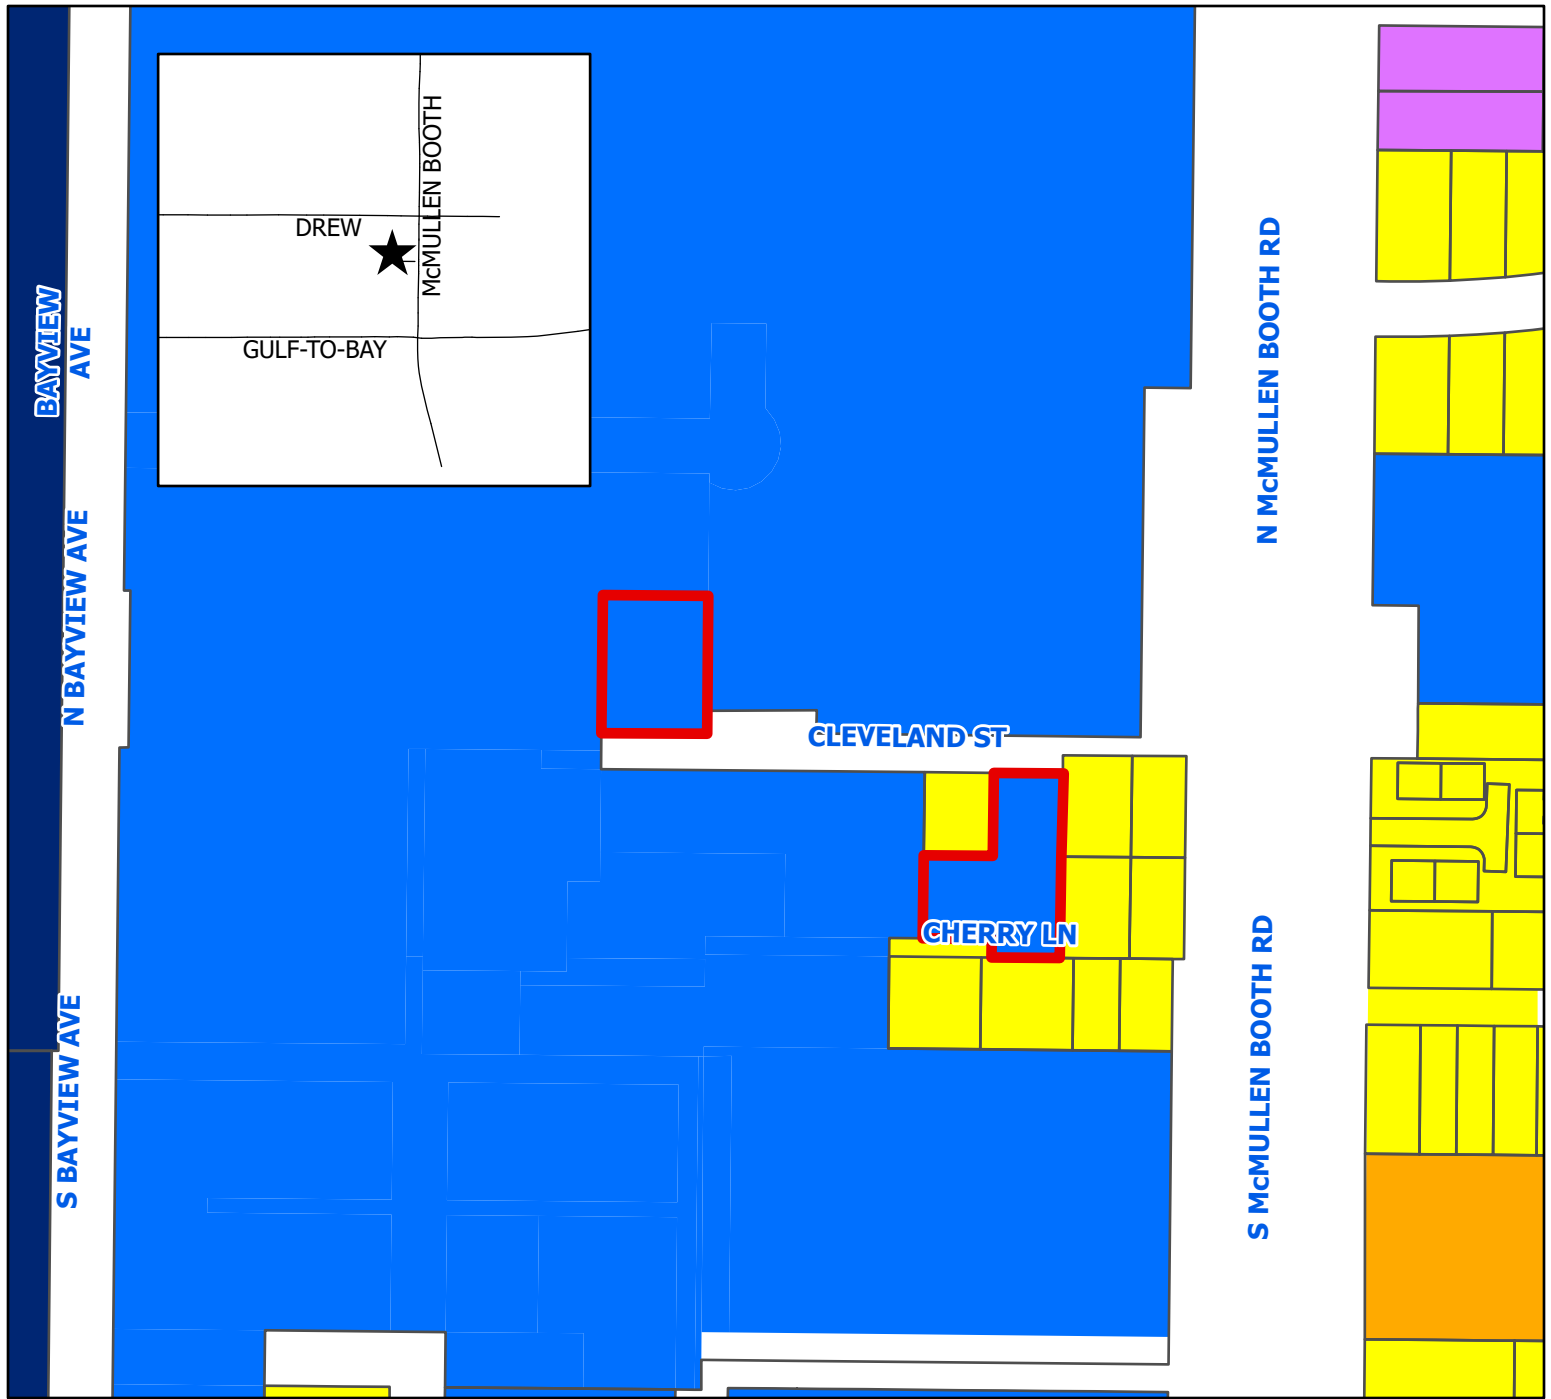 McMULLEN BOOTH
DREW
GULF-TO-BAY
BAYVIEW
AVE
N BAYVIEW AVE
S BAYVIEW AVE
N McMULLEN BOOTH RD
CLEVELAND ST
CHERRY LN
S McMULLEN BOOTH RD